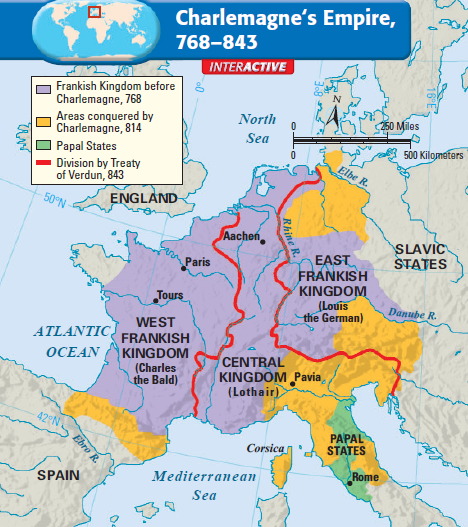 Charlemagne's Empire,
768–843
INTERACTIVE
Frankish Kingdom before
Charlemagne, 768
Areas conquered by
Charlemagne, 814
Papal States
Division by Treaty
of Verdun, 843
0°
8°E
16°E
N
North
Sea
0
250 Miles
0
500 Kilometers
Elbe R.
50°N
ENGLAND
Rhine R.
Aachen
Paris
EAST
FRANKISH
KINGDOM
(Louis
the German)
SLAVIC
STATES
Tours
Danube R.
ATLANTIC
OCEAN
WEST
FRANKISH
KINGDOM
(Charles
the Bald)
CENTRAL
KINGDOM
(Lothair)
Pavia
42°N
Ebro R.
Corsica
PAPAL
STATES
SPAIN
Mediterranean
Sea
Rome